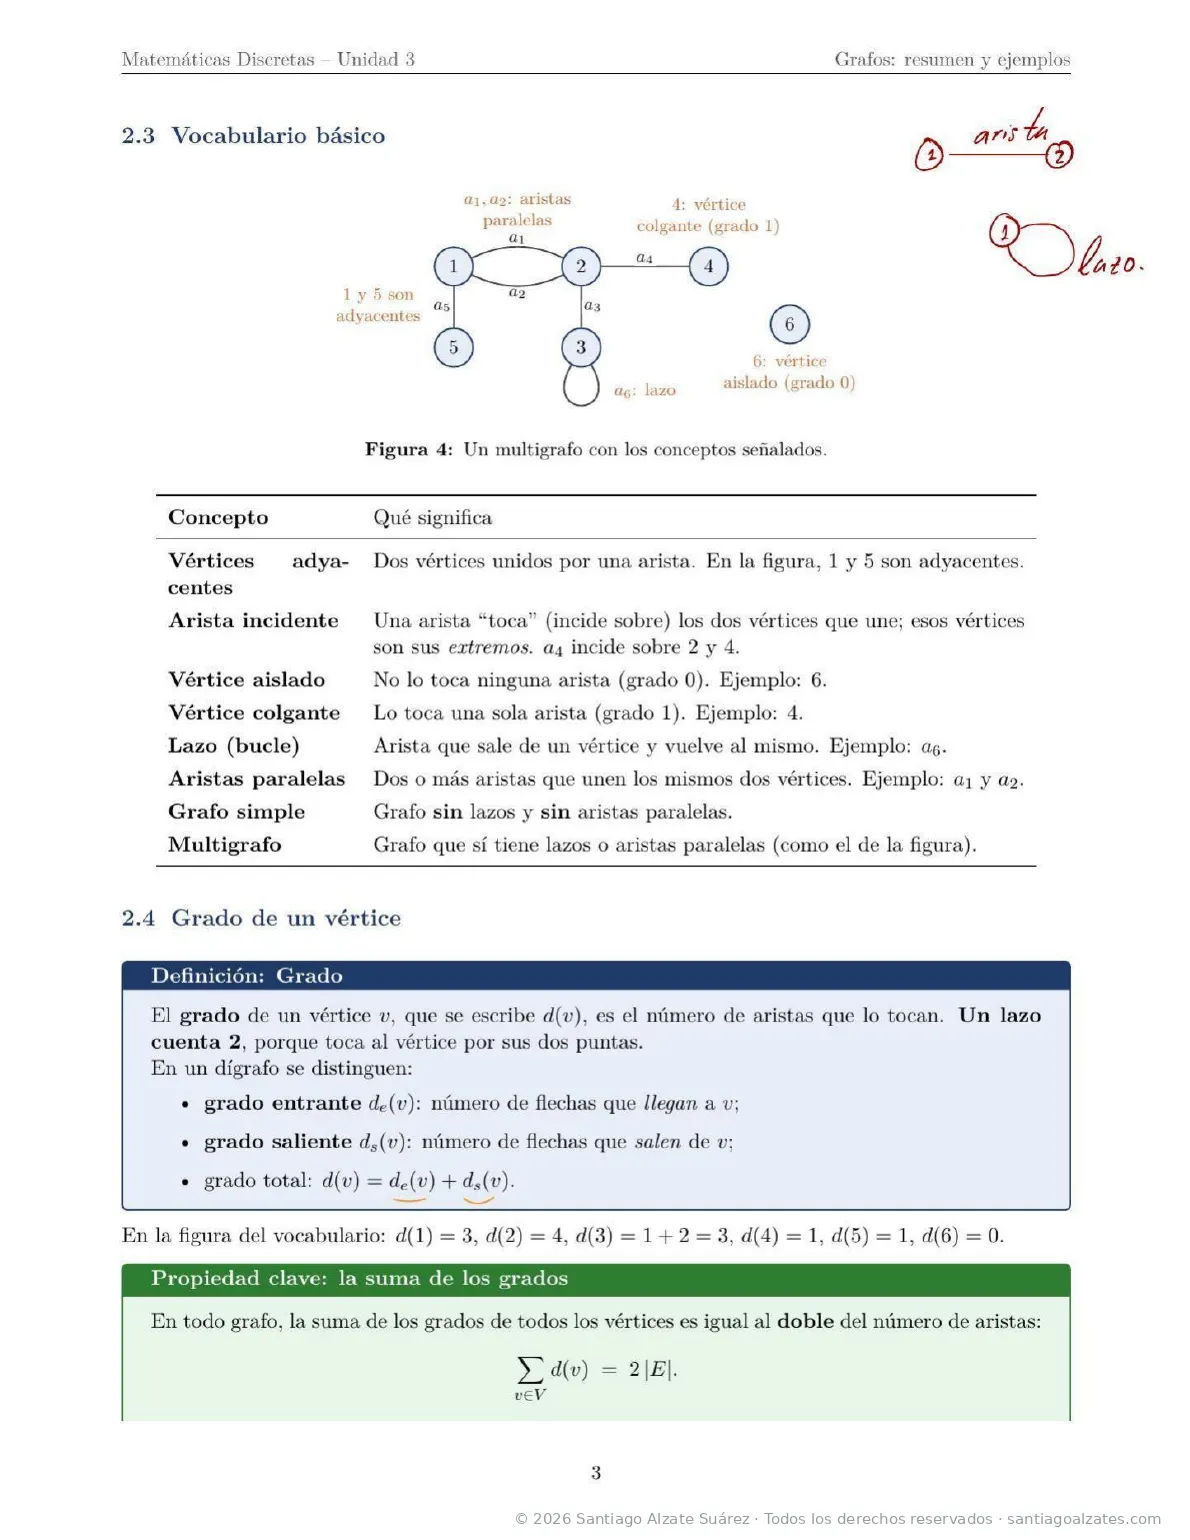 Matemáticas Discretas – Unidad 3
Grafos: resumen y ejemplos
2.3 Vocabulario básico
arista
1
2
1
lazo.
a1, a2: aristas
paralelas
4: vértice
colgante (grado 1)
a1
1
2
a4
4
a2
1 y 5 son
adyacentes
a5
a3
6
5
3
6: vértice
aislado (grado 0)
a6: lazo
Figura 4: Un multigrafo con los conceptos señalados.
Concepto Qué significa
Vértices adya- Dos vértices unidos por una arista. En la figura, 1 y 5 son adyacentes.
centes
Arista incidente Una arista “toca” (incide sobre) los dos vértices que une; esos vértices
son sus extremos. a4 incide sobre 2 y 4.
Vértice aislado No lo toca ninguna arista (grado 0). Ejemplo: 6.
Vértice colgante Lo toca una sola arista (grado 1). Ejemplo: 4.
Lazo (bucle) Arista que sale de un vértice y vuelve al mismo. Ejemplo: a6.
Aristas paralelas Dos o más aristas que unen los mismos dos vértices. Ejemplo: a1 y a2.
Grafo simple Grafo sin lazos y sin aristas paralelas.
Multigrafo Grafo que sí tiene lazos o aristas paralelas (como el de la figura).
2.4 Grado de un vértice
Definición: Grado
El grado de un vértice v, que se escribe d(v), es el número de aristas que lo tocan. Un lazo
cuenta 2, porque toca al vértice por sus dos puntas.
En un dígrafo se distinguen:
• grado entrante de(v): número de flechas que llegan a v;
• grado saliente ds(v): número de flechas que salen de v;
• grado total: d(v) = de(v) + ds(v).
En la figura del vocabulario: d(1) = 3, d(2) = 4, d(3) = 1 + 2 = 3, d(4) = 1, d(5) = 1, d(6) = 0.
Propiedad clave: la suma de los grados
En todo grafo, la suma de los grados de todos los vértices es igual al doble del número de aristas:
∑ d(v) = 2 |E|.
v∈V
3
© 2026 Santiago Alzate Suárez · Todos los derechos reservados · santiagoalzates.com